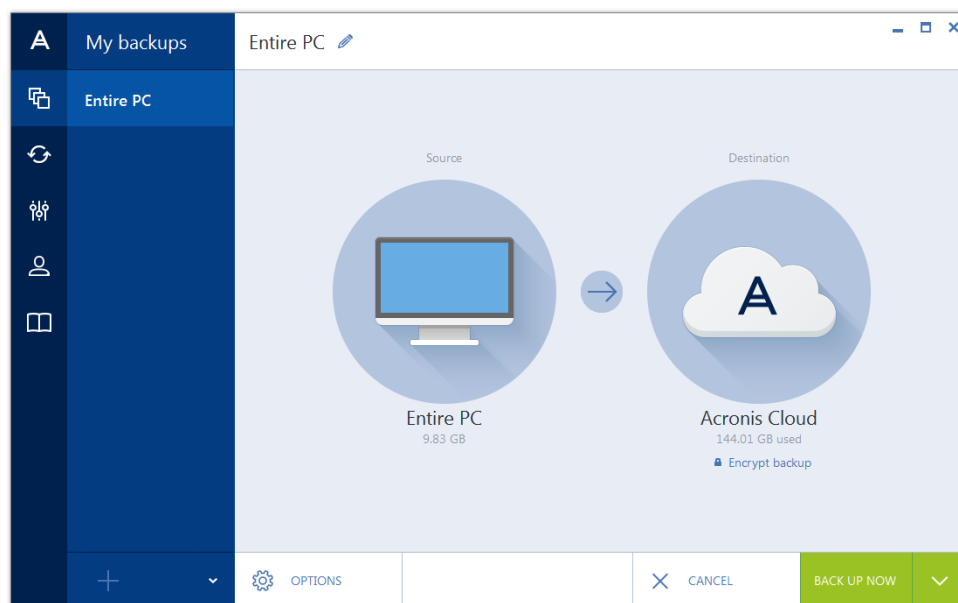 My backups
Entire PC
Entire PC
Source
Destination
Entire PC
9.83 GB
Acronis Cloud
144.01 GB used
Encrypt backup
OPTIONS
CANCEL
BACK UP NOW